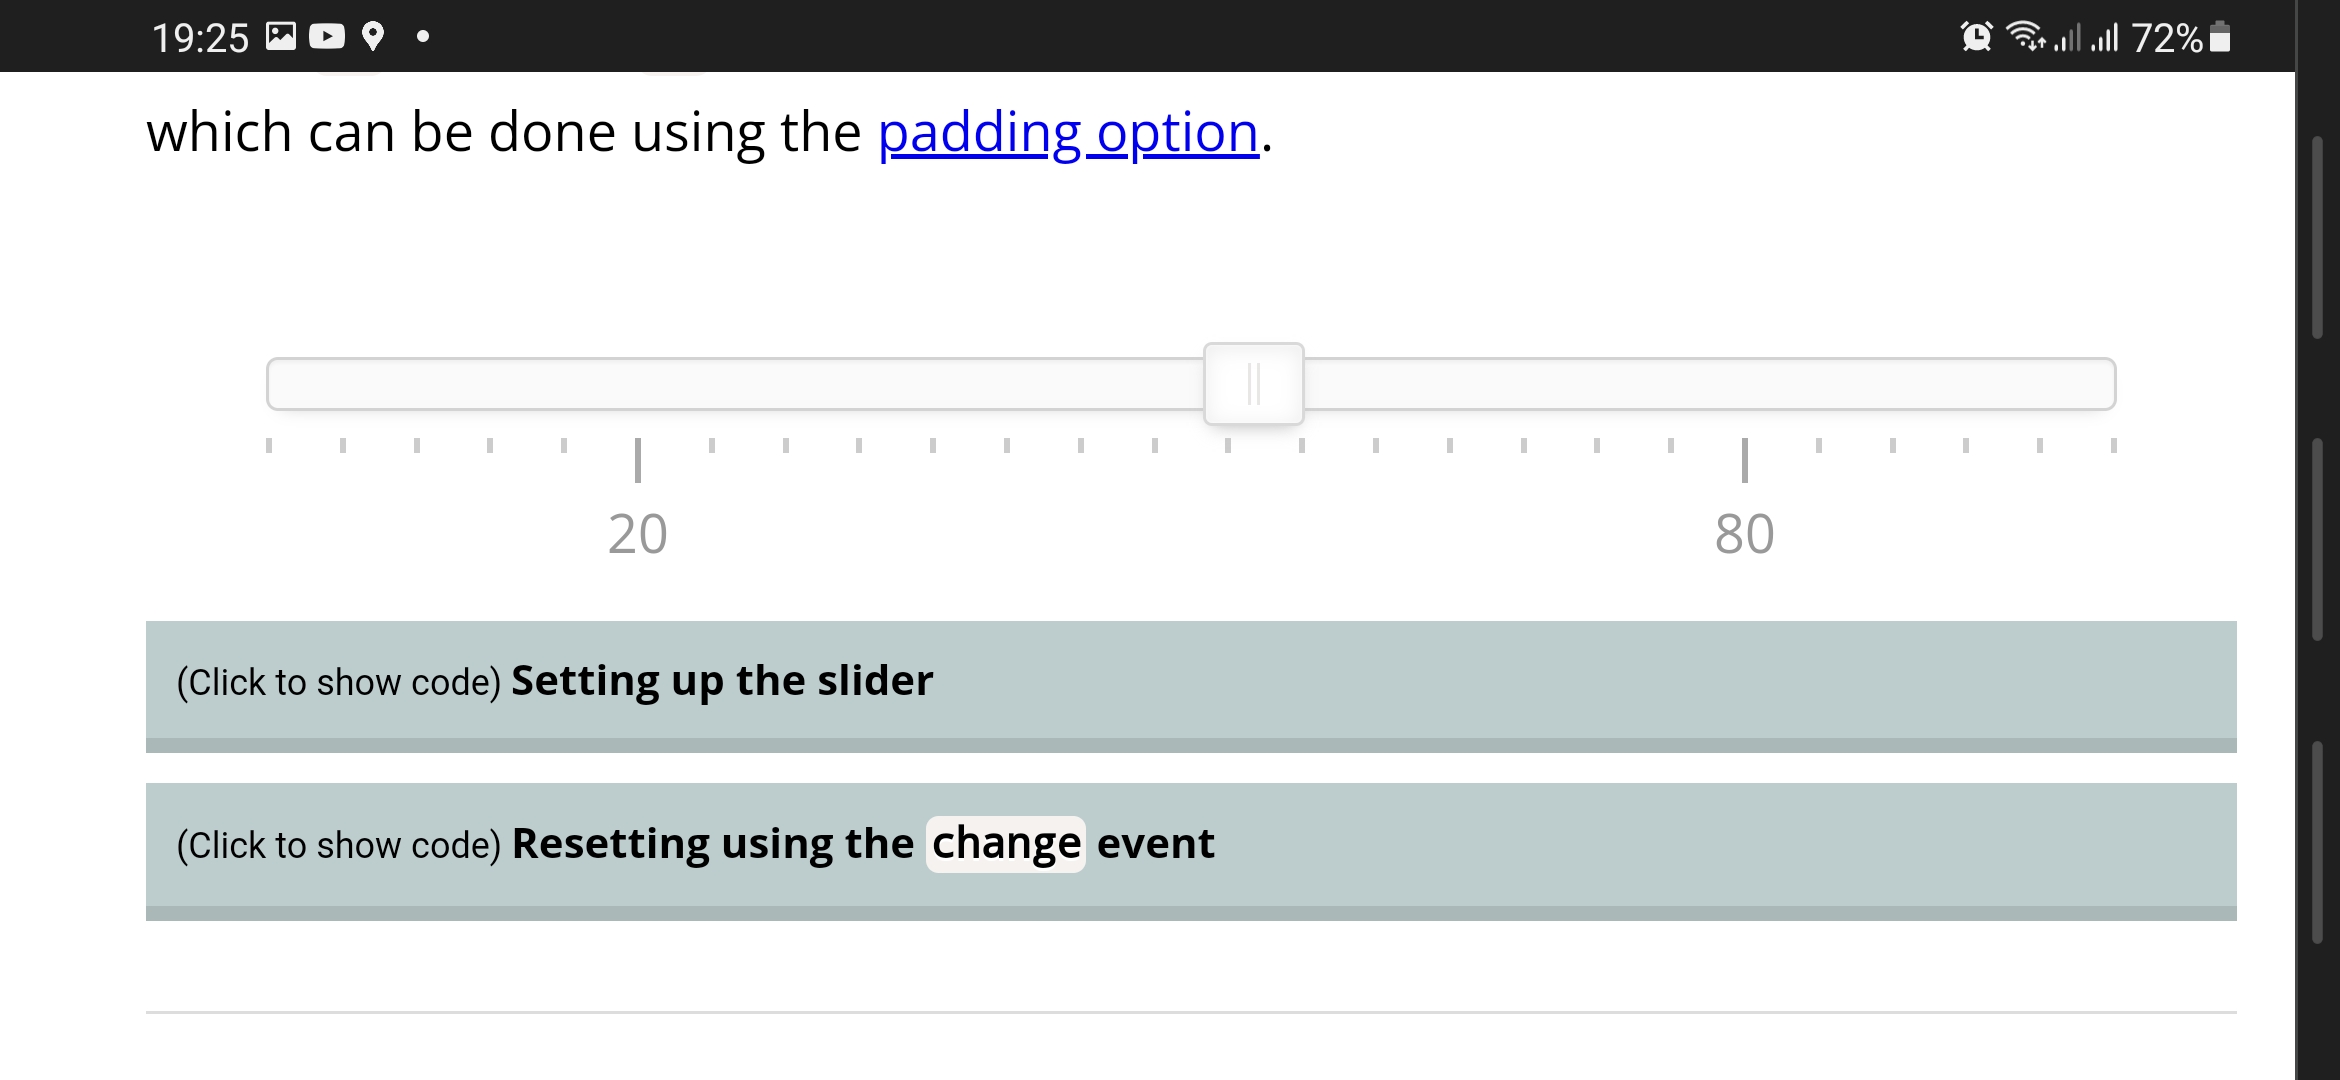 19:25
72%
which can be done using the padding option.
20 80
(Click to show code) Setting up the slider
(Click to show code) Resetting using the change event